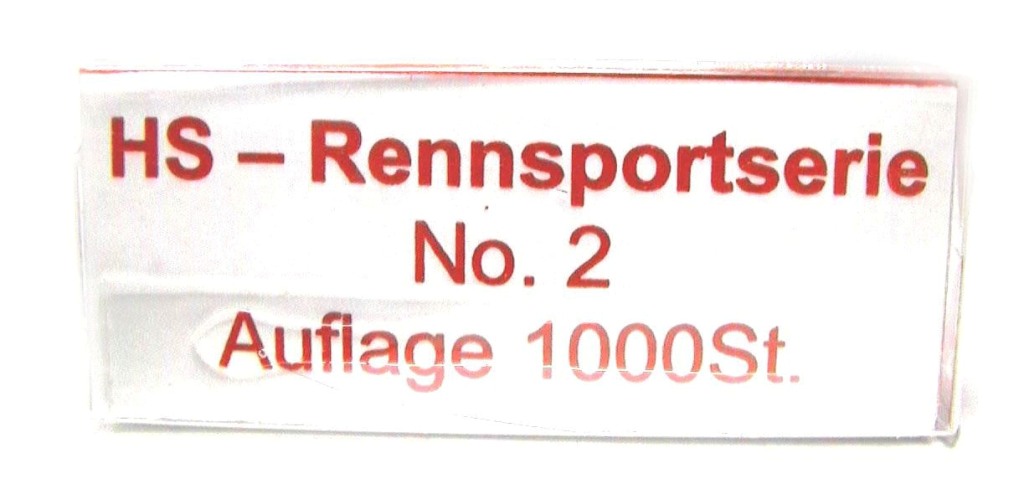 HS – Rennsportserie
No. 2
Auflage 1000St.